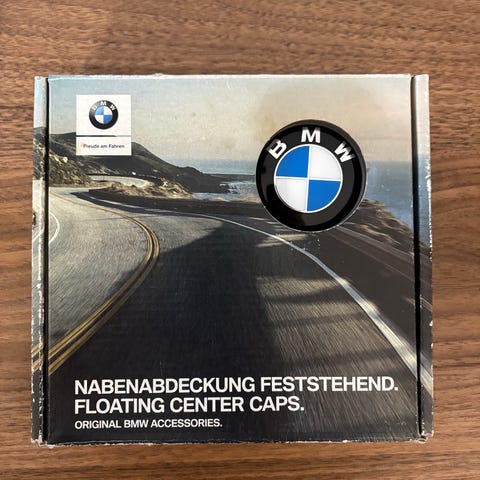 BMW
Freude am Fahren
BMW
NABENABDECKUNG FESTSTEHEND.
FLOATING CENTER CAPS.
ORIGINAL BMW ACCESSORIES.